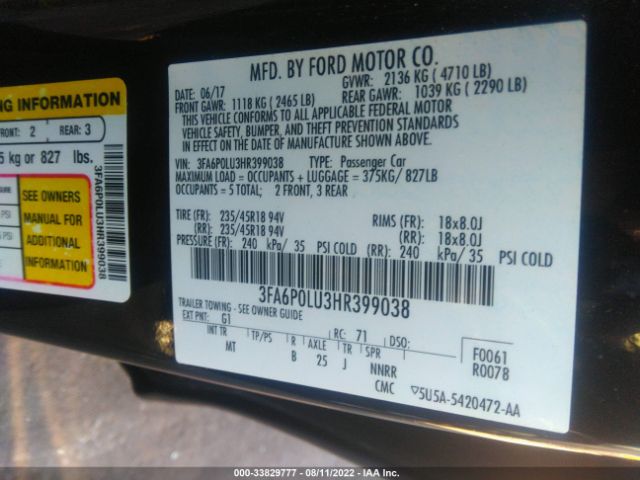 MFD. BY FORD MOTOR CO.
DATE: 06/17 GVWR: 2136 KG ( 4710 LB)
FRONT GAWR: 1118 KG ( 2465 LB) REAR GAWR: 1039 KG ( 2290 LB)
THIS VEHICLE CONFORMS TO ALL APPLICABLE FEDERAL MOTOR
VEHICLE SAFETY, BUMPER, AND THEFT PREVENTION STANDARDS
IN EFFECT ON THE DATE OF MANUFACTURE SHOWN ABOVE.
VIN: 3FA6P0LU3HR399038 TYPE: Passenger Car
MAXIMUM LOAD = OCCUPANTS + LUGGAGE = 375KG/ 827LB
OCCUPANTS = 5 TOTAL; 2 FRONT, 3 REAR
TIRE (FR): 235/45R18 94V RIMS (FR): 18x8.0J
(RR): 235/45R18 94V (RR): 18x8.0J
PRESSURE (FR): 240 kPa/ 35 PSI COLD (RR): 240 kPa/ 35 PSI COLD
3FA6P0LU3HR399038
TRAILER TOWING - SEE OWNER GUIDE
EXT PNT: G1 RC: 71 DSO: F0061
INT TR TP/PS R AXLE TR SPR R0078
MT B 25 J NNRR
CMC 5U5A-5420472-AA
NG INFORMATION
FRONT: 2 REAR: 3
5 kg or 827 lbs.
SEE OWNERS
MANUAL FOR
ADDITIONAL
INFORMATION
PSI
PSI
3FA6P0LU3HR399038
000-33829777 - 08/11/2022 - IAA Inc.